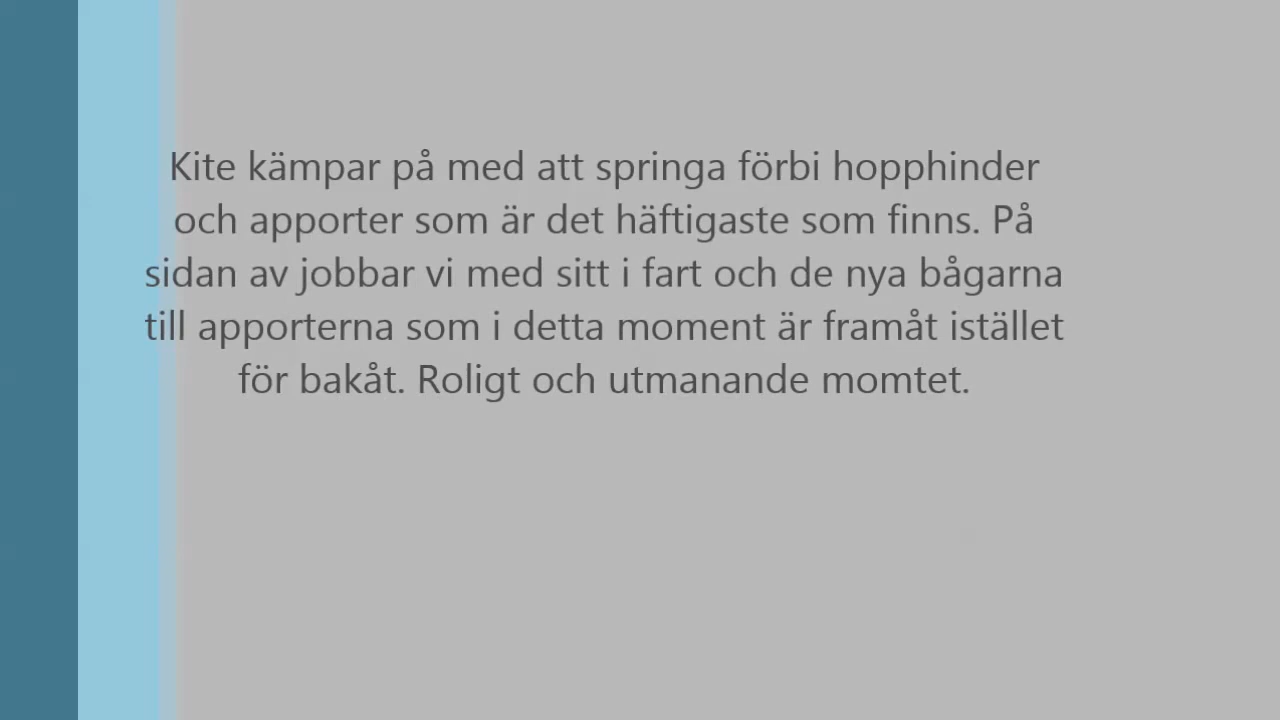 Kite kämpar på med att springa förbi hopphinder
och apporter som är det häftigaste som finns. På
sidan av jobbar vi med sitt i fart och de nya bågarna
till apporterna som i detta moment är framåt istället
för bakåt. Roligt och utmanande momtet.